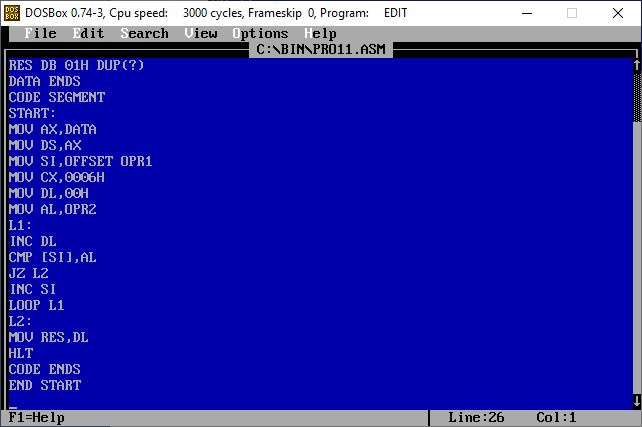 DOSBox 0.74-3, Cpu speed: 3000 cycles, Frameskip 0, Program: EDIT
File Edit Search View Options Help
C:\BIN\PRO11.ASM
RES DB 01H DUP(?)
DATA ENDS
CODE SEGMENT
START:
MOV AX,DATA
MOV DS,AX
MOV SI,OFFSET OPR1
MOV CX,0006H
MOV DL,00H
MOV AL,OPR2
L1:
INC DL
CMP [SI],AL
JZ L2
INC SI
LOOP L1
L2:
MOV RES,DL
HLT
CODE ENDS
END START
F1=Help Line:26 Col:1